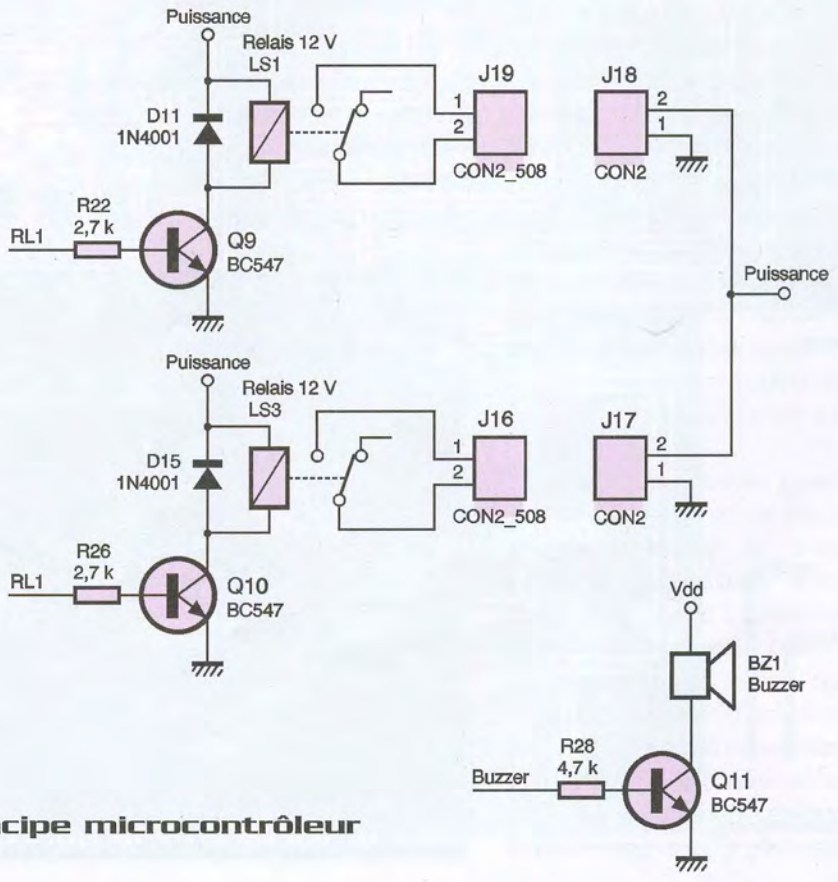 Puissance
Relais 12 V
LS1
D11
1N4001
R22
2,7 k
RL1
Q9
BC547
J19
1
2
CON2_508
J18
2
1
CON2
Puissance
Puissance
Relais 12 V
LS3
D15
1N4001
R26
2,7 k
RL1
Q10
BC547
J16
1
2
CON2_508
J17
2
1
CON2
Vdd
BZ1
Buzzer
R28
4,7 k
Buzzer
Q11
BC547
cipe microcontrôleur